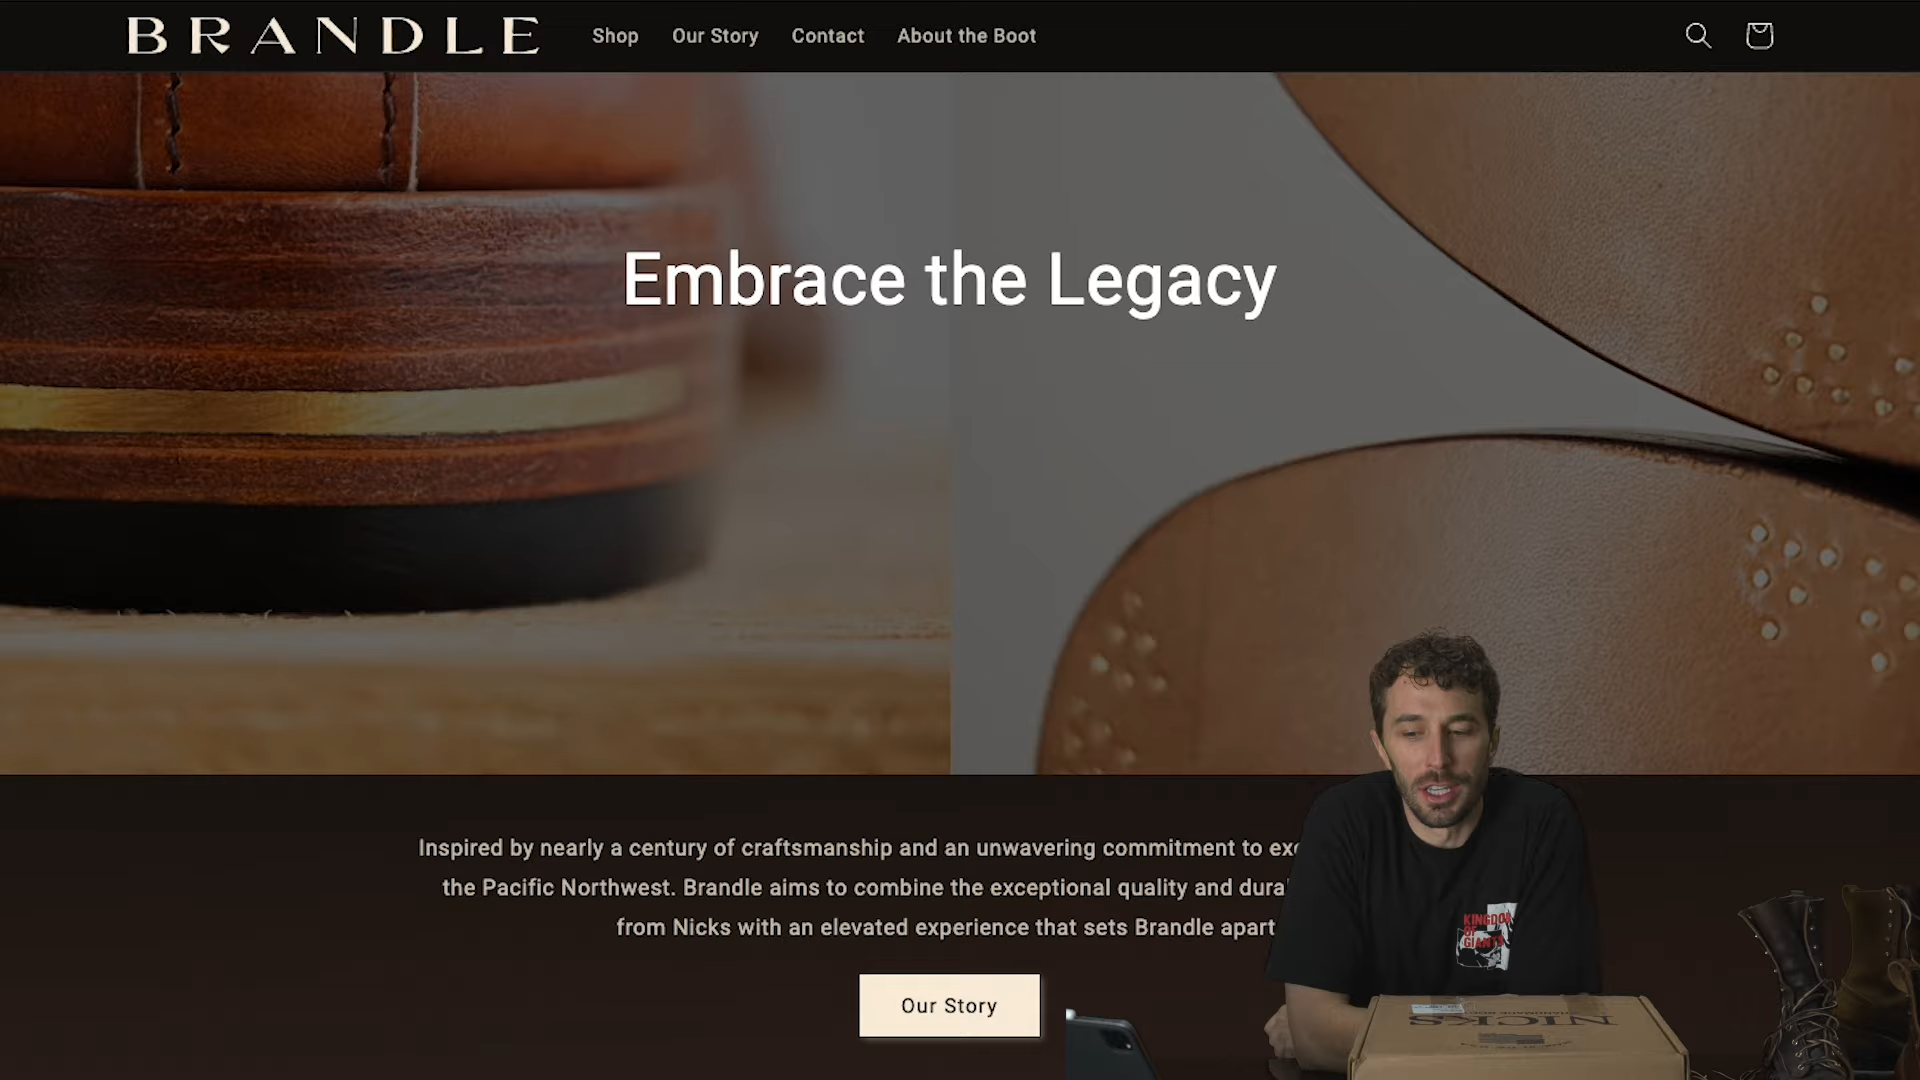 BRANDLE
Shop
Our Story
Contact
About the Boot
Embrace the Legacy
Inspired by nearly a century of craftsmanship and an unwavering commitment to
the Pacific Northwest. Brandle aims to combine the exceptional quality and
from Nicks with an elevated experience that sets Brandle apart
Our Story
KINGDOM
OF
GIANTS
NICKS